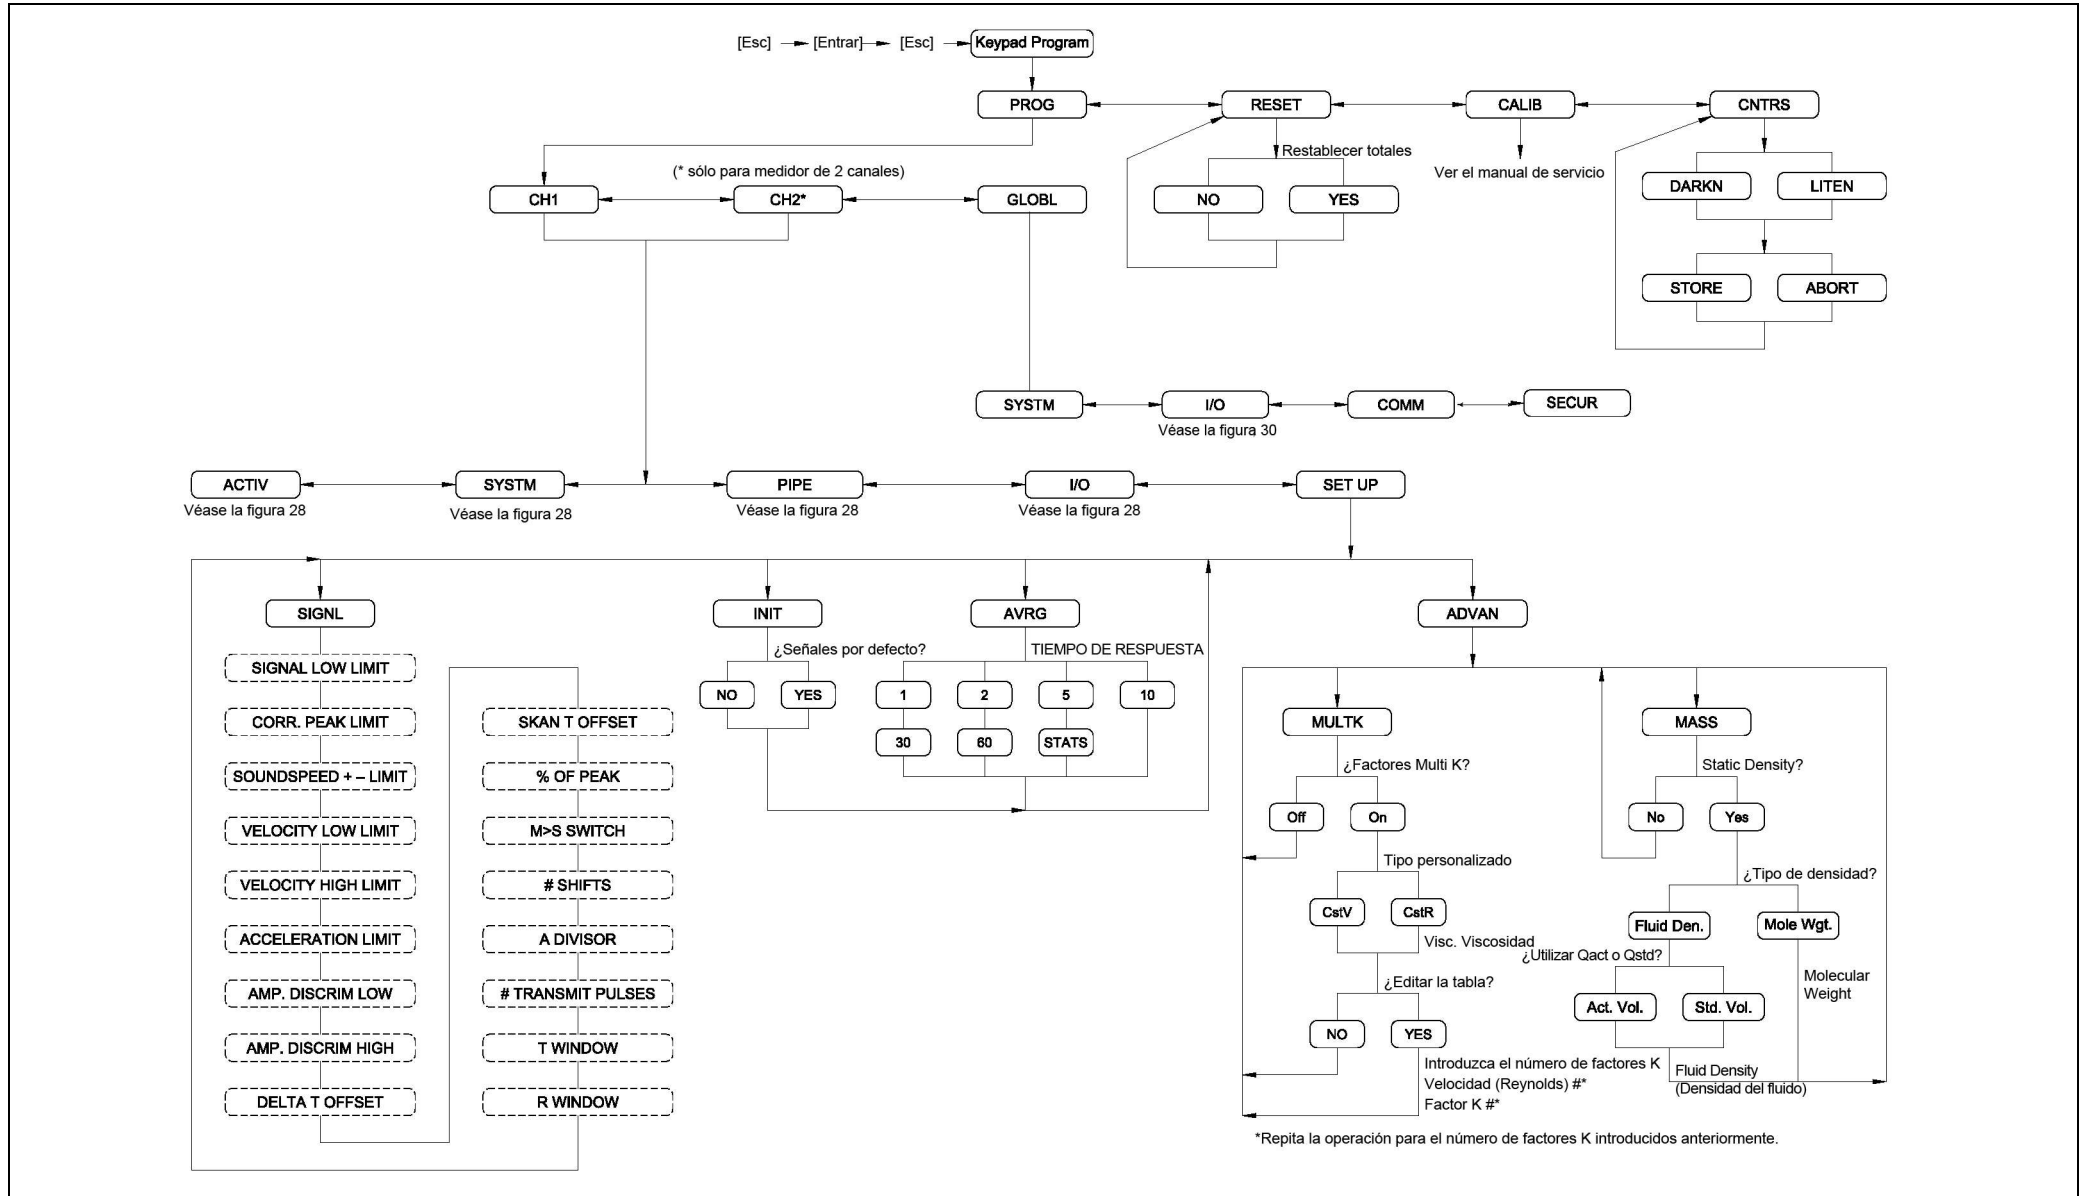 [Esc] [Entrar] [Esc] Keypad Program
PROG RESET CALIB CNTRS
Restablecer totales
Ver el manual de servicio
(* sólo para medidor de 2 canales)
CH1 CH2* GLOBL
NO YES
DARKN LITEN
STORE ABORT
SYSTM I/O COMM SECUR
Véase la figura 30
ACTIV SYSTM PIPE I/O SET UP
Véase la figura 28 Véase la figura 28 Véase la figura 28 Véase la figura 28
SIGNL INIT AVRG ADVAN
SIGNAL LOW LIMIT
CORR. PEAK LIMIT
SOUNDSPEED + – LIMIT
VELOCITY LOW LIMIT
VELOCITY HIGH LIMIT
ACCELERATION LIMIT
AMP. DISCRIM LOW
AMP. DISCRIM HIGH
DELTA T OFFSET
SKAN T OFFSET
% OF PEAK
M>S SWITCH
# SHIFTS
A DIVISOR
# TRANSMIT PULSES
T WINDOW
R WINDOW
¿Señales por defecto?
NO YES
TIEMPO DE RESPUESTA
1 2 5 10
30 60 STATS
MULTK
¿Factores Multi K?
Off On
Tipo personalizado
CstV CstR
Visc. Viscosidad
¿Editar la tabla?
NO YES
Introduzca el número de factores K
Velocidad (Reynolds) #*
Factor K #*
MASS
Static Density?
No Yes
¿Tipo de densidad?
Fluid Den. Mole Wgt.
¿Utilizar Qact o Qstd?
Act. Vol. Std. Vol.
Molecular
Weight
Fluid Density
(Densidad del fluido)
*Repita la operación para el número de factores K introducidos anteriormente.